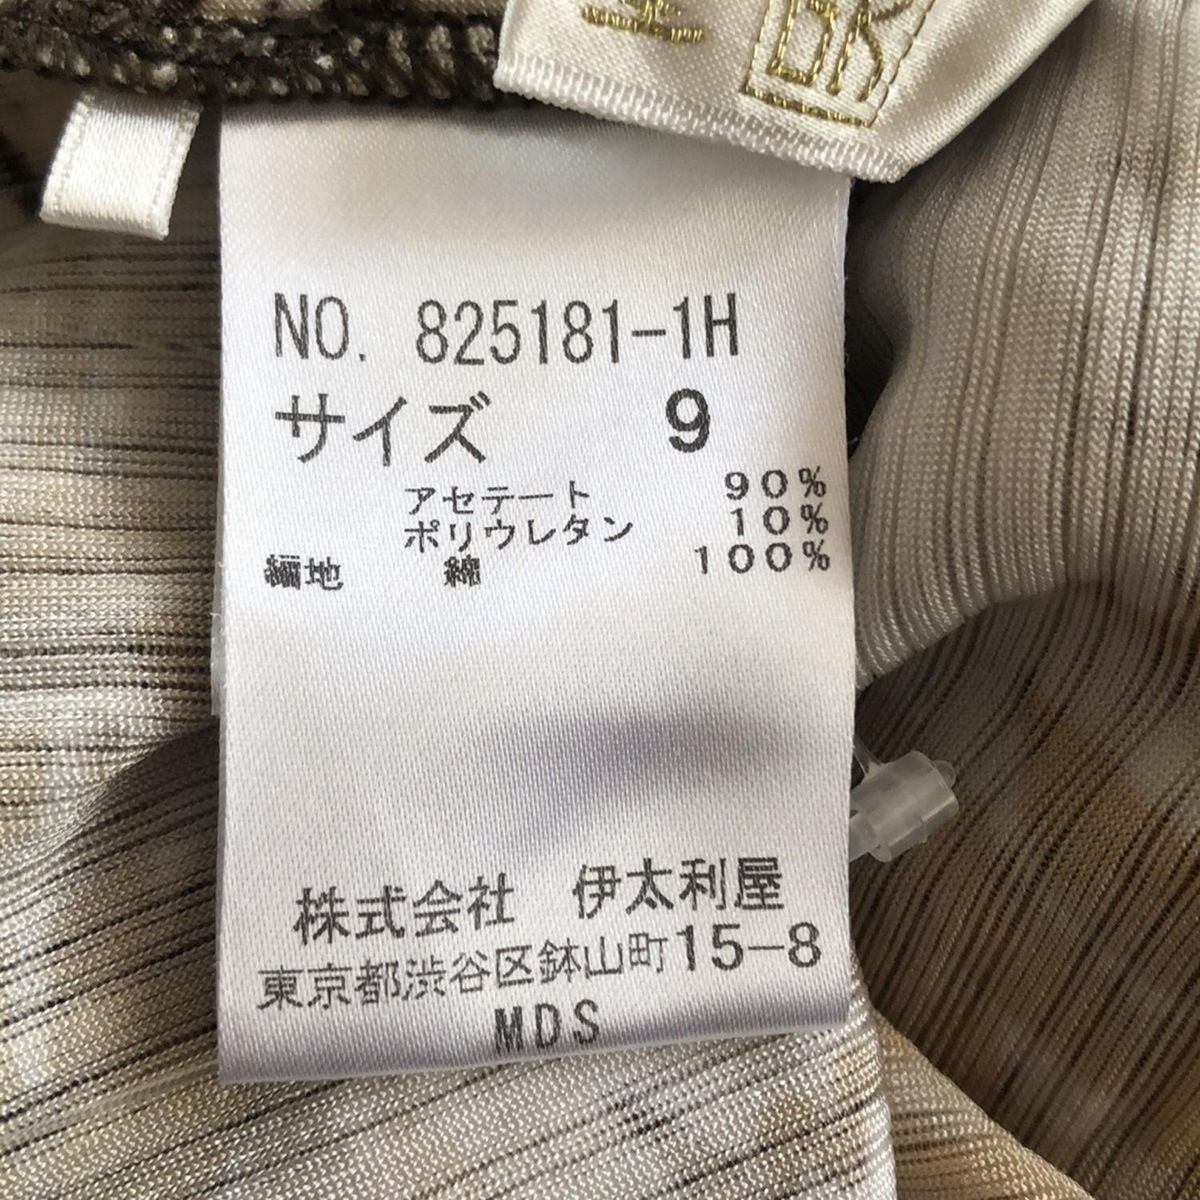 BK
NO. 825181-1H
サイズ 9
アセテート 90%
ポリウレタン 10%
編地 綿 100%
株式会社 伊太利屋
東京都渋谷区鉢山町15-8
MDS